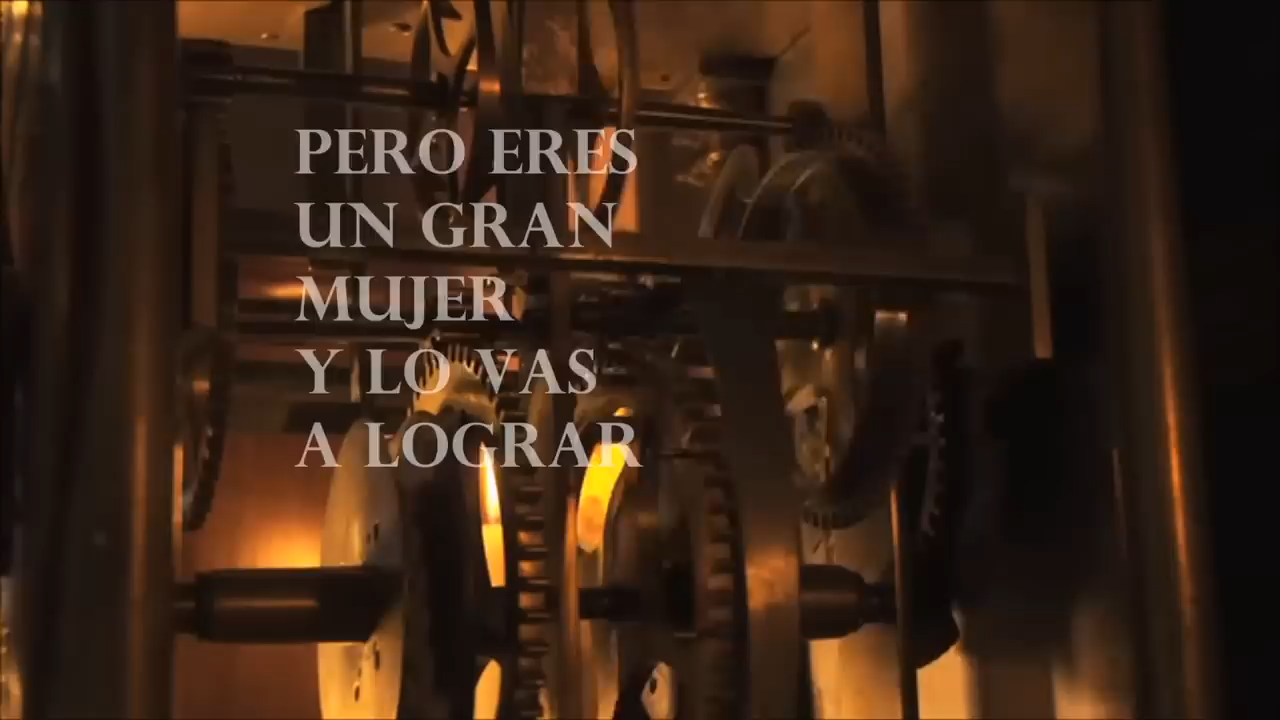 PERO ERES
UN GRAN
MUJER
Y LO VAS
A LOGRAR